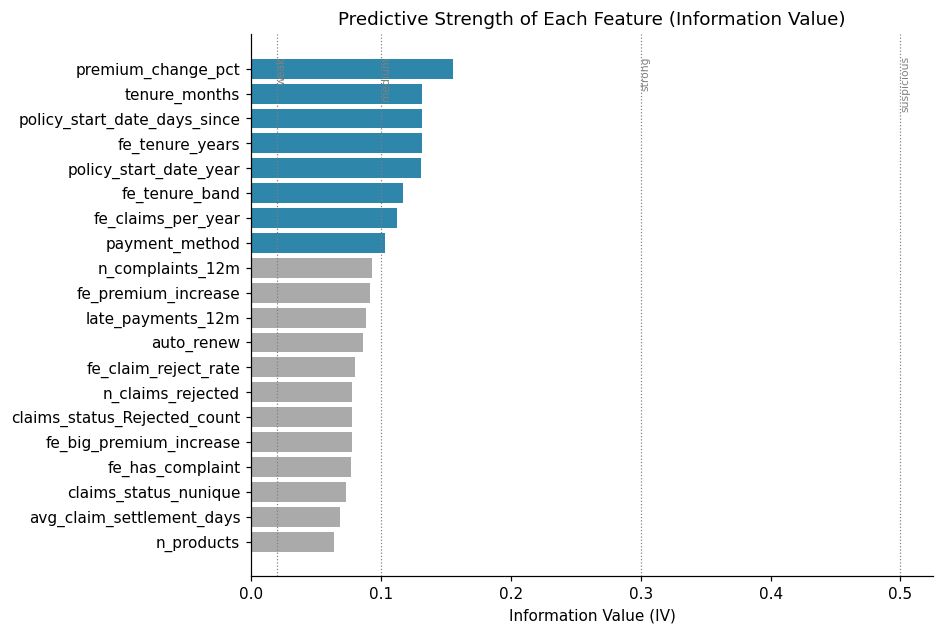 Predictive Strength of Each Feature (Information Value)
premium_change_pct
tenure_months
policy_start_date_days_since
fe_tenure_years
policy_start_date_year
fe_tenure_band
fe_claims_per_year
payment_method
n_complaints_12m
fe_premium_increase
late_payments_12m
auto_renew
fe_claim_reject_rate
n_claims_rejected
claims_status_Rejected_count
fe_big_premium_increase
fe_has_complaint
claims_status_nunique
avg_claim_settlement_days
n_products
weak
medium
strong
suspicious
0.0 0.1 0.2 0.3 0.4 0.5
Information Value (IV)